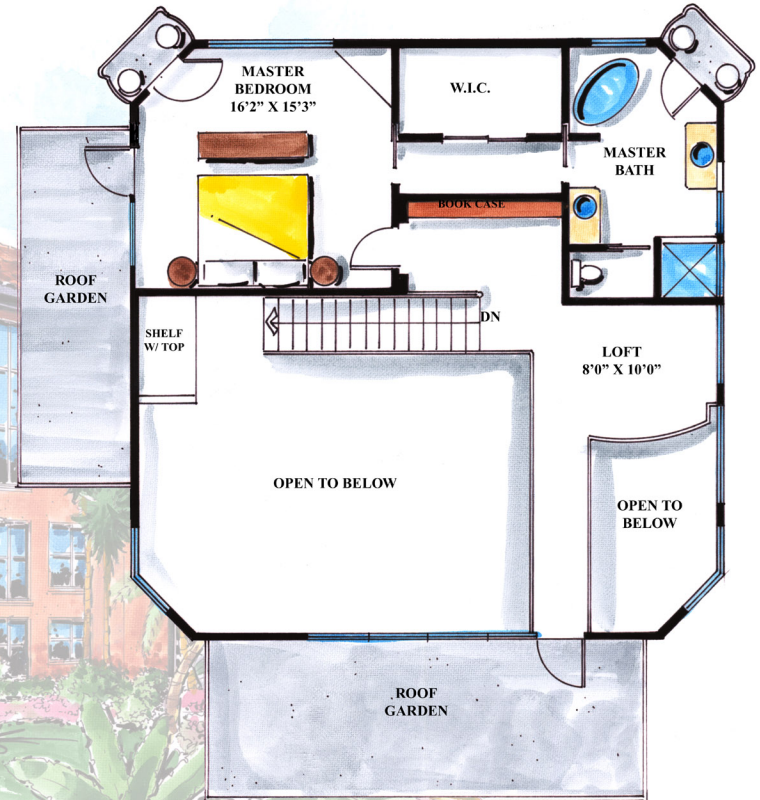 MASTER
BEDROOM
16’2” X 15’3”
W.I.C.
MASTER
BATH
BOOK CASE
ROOF
GARDEN
SHELF
W/ TOP
DN
LOFT
8’0” X 10’0”
OPEN TO BELOW
OPEN TO
BELOW
ROOF
GARDEN